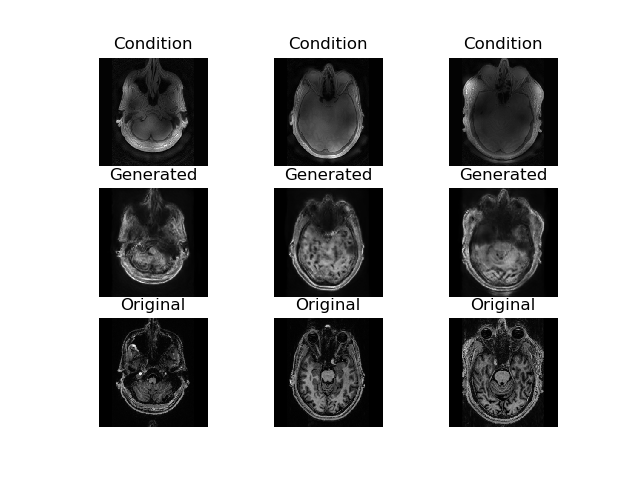 Condition Condition Condition
Generated Generated Generated
Original Original Original